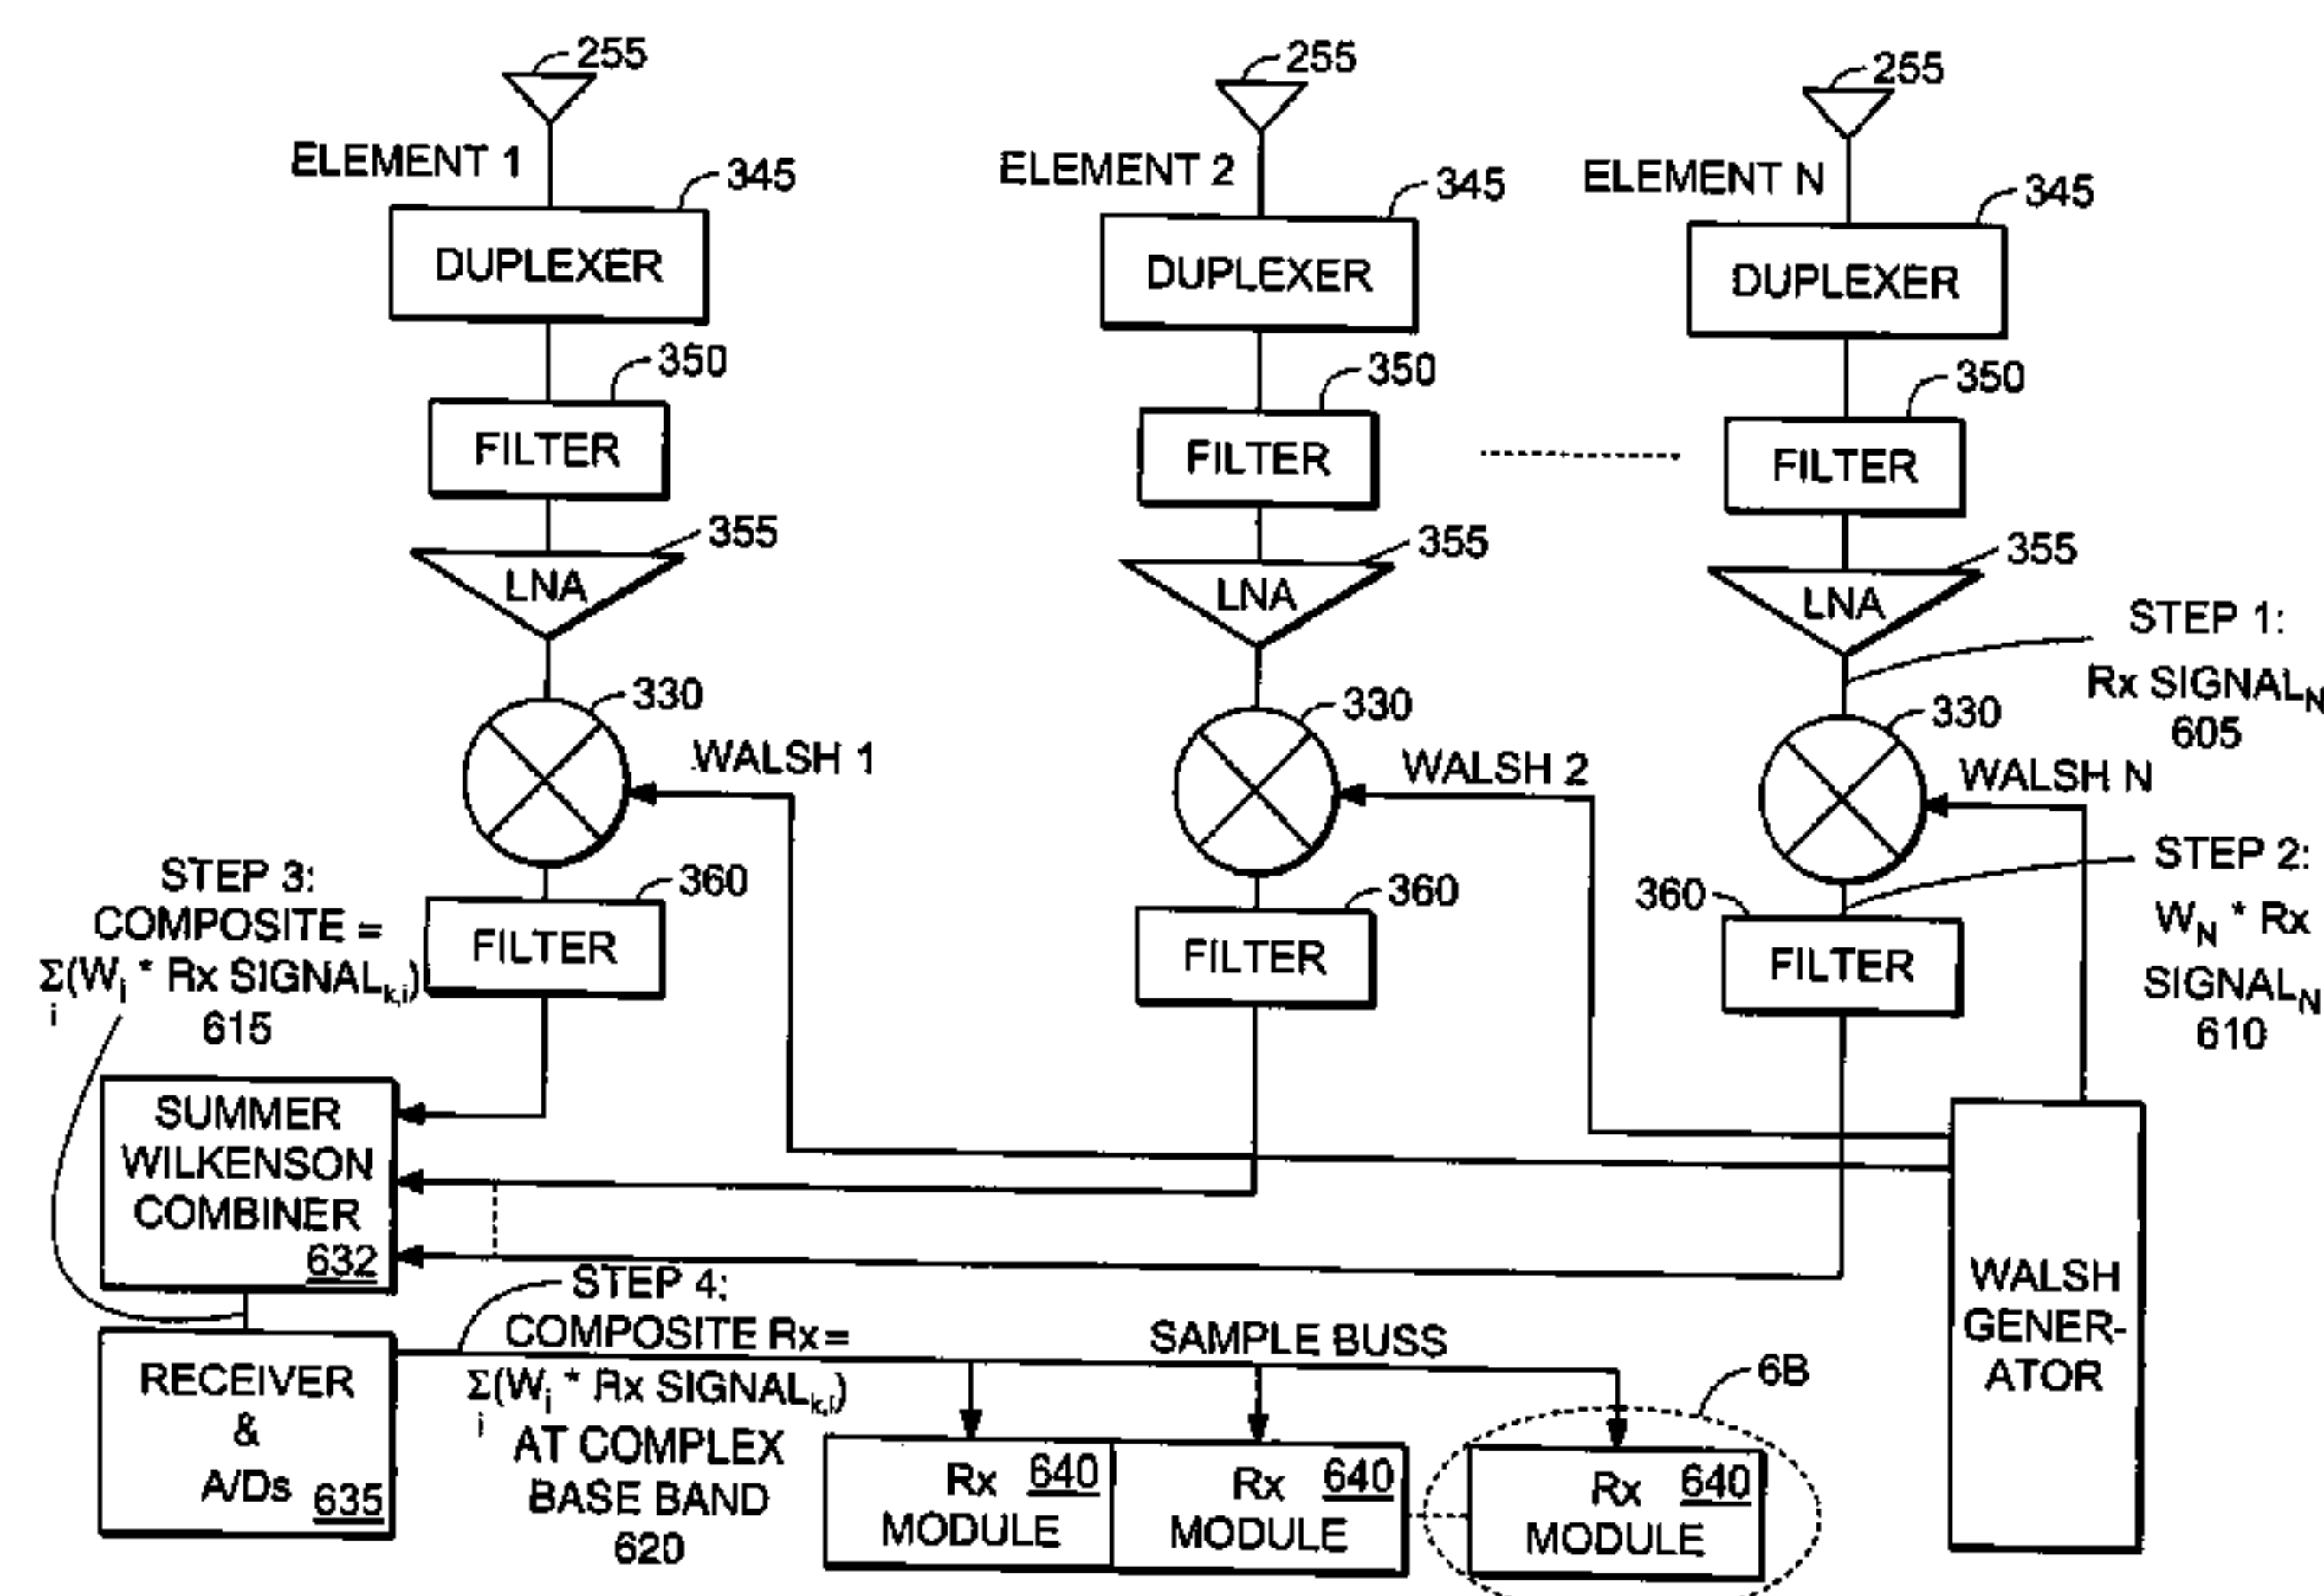 255
255
255
ELEMENT 1
ELEMENT 2
ELEMENT N
345
345
345
DUPLEXER
DUPLEXER
DUPLEXER
350
350
350
FILTER
FILTER
FILTER
355
355
355
LNA
LNA
LNA
STEP 1:
Rx SIGNAL_N
605
330
330
330
WALSH 1
WALSH 2
WALSH N
STEP 2:
W_N * Rx
SIGNAL_N
610
STEP 3:
COMPOSITE =
Σ(W_i * Rx SIGNAL_k,i)
i
615
360
360
360
FILTER
FILTER
FILTER
SUMMER
WILKENSON
COMBINER
632
STEP 4:
COMPOSITE Rx =
Σ(W_i * Rx SIGNAL_k,i)
i
AT COMPLEX
BASE BAND
620
SAMPLE BUSS
6B
RECEIVER
&
A/Ds 635
Rx 640
MODULE
Rx 640
MODULE
Rx 640
MODULE
WALSH
GENER-
ATOR